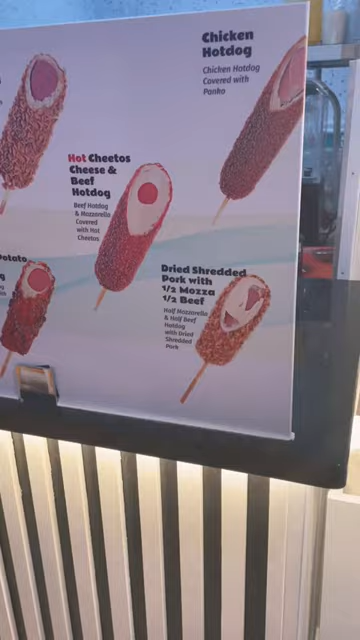 Chicken
Hotdog
Chicken Hotdog
Covered with
Panko
Hot Cheetos
Cheese &
Beef
Hotdog
Beef Hotdog
& Mozzarella
Covered
with Hot
Cheetos
Dried Shredded
Pork with
1/2 Mozza
1/2 Beef
Half Mozzarella
& Half Beef
Hotdog
with Dried
Shredded
Pork